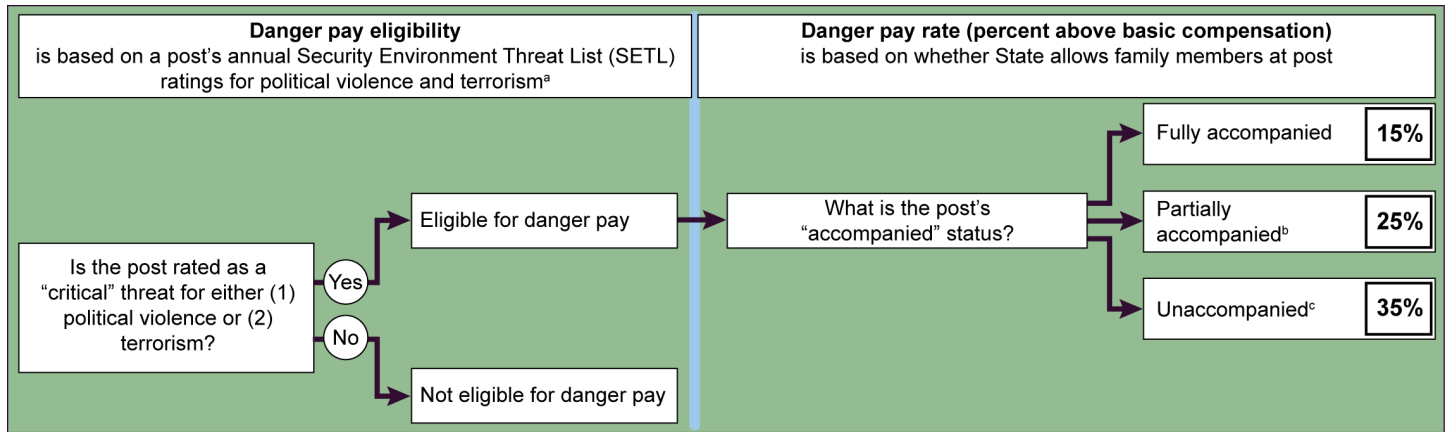 Danger pay eligibility
is based on a post's annual Security Environment Threat List (SETL)
ratings for political violence and terrorismᵃ
Danger pay rate (percent above basic compensation)
is based on whether State allows family members at post
Is the post rated as a
“critical” threat for either (1)
political violence or (2)
terrorism?
Yes
No
Eligible for danger pay
Not eligible for danger pay
What is the post's
“accompanied” status?
Fully accompanied
15%
Partially
accompaniedᵇ
25%
Unaccompaniedᶜ
35%